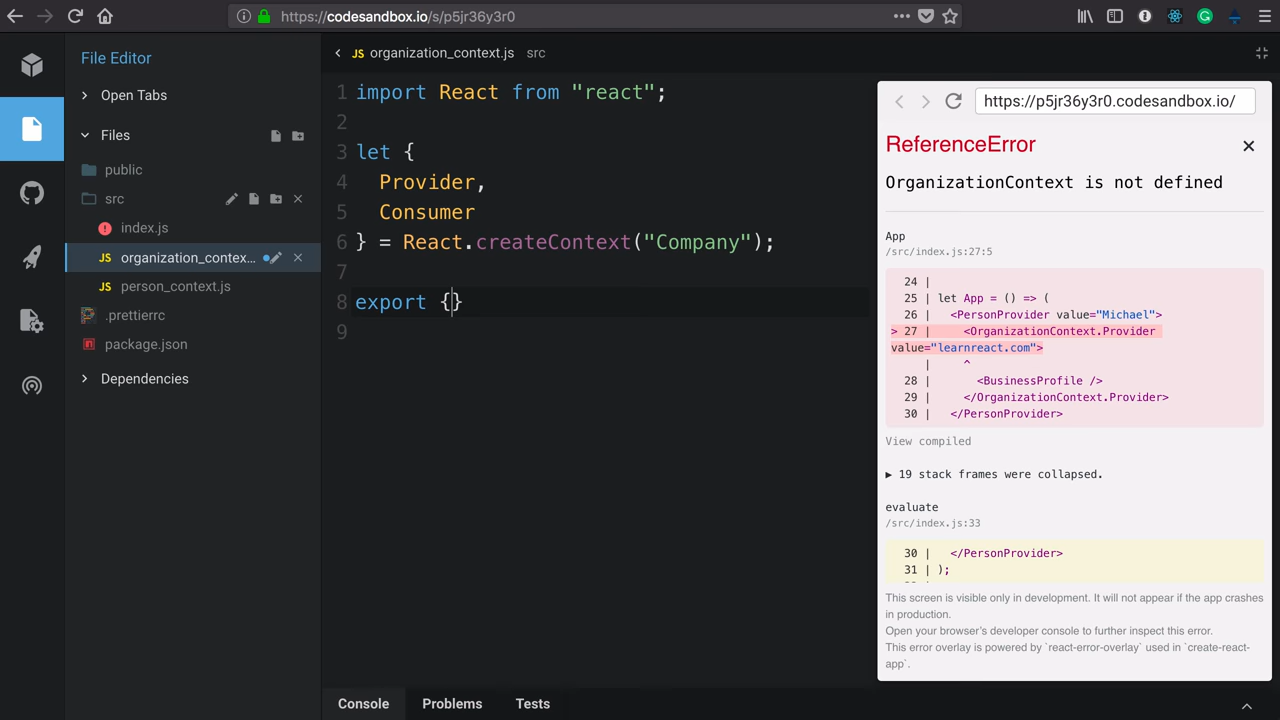 https://codesandbox.io/s/p5jr36y3r0
File Editor
Open Tabs
Files
public
src
index.js
JS organization_contex...
JS person_context.js
.prettierrc
package.json
Dependencies
JS organization_context.js src
1 import React from "react";
2
3 let {
4   Provider,
5   Consumer
6 } = React.createContext("Company");
7
8 export {}
9
https://p5jr36y3r0.codesandbox.io/
ReferenceError
OrganizationContext is not defined
App
/src/index.js:27:5
24 |
25 | let App = () => (
26 |   <PersonProvider value="Michael">
> 27 |     <OrganizationContext.Provider
value="learnreact.com">
|     ^
28 |       <BusinessProfile />
29 |     </OrganizationContext.Provider>
30 |   </PersonProvider>
View compiled
▶ 19 stack frames were collapsed.
evaluate
/src/index.js:33
30 |   </PersonProvider>
31 | );
This screen is visible only in development. It will not appear if the app crashes
in production.
Open your browser's developer console to further inspect this error.
This error overlay is powered by `react-error-overlay` used in `create-react-
app`.
Console
Problems
Tests